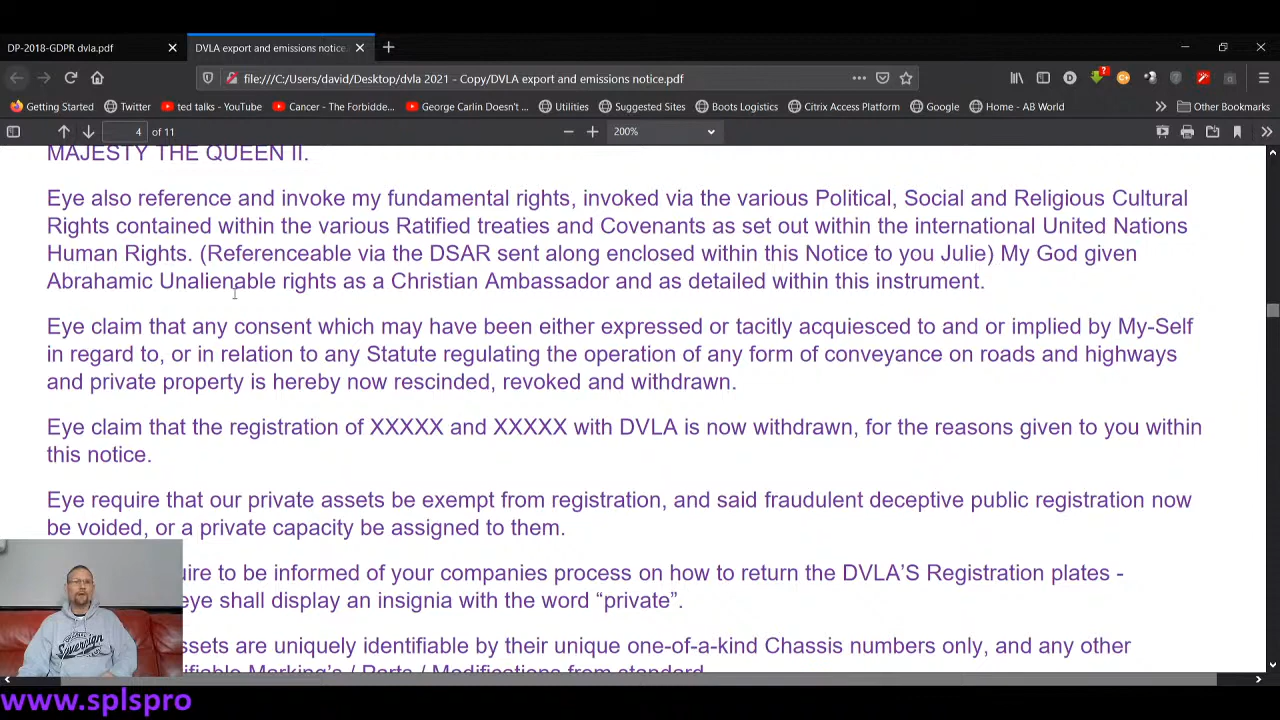 DP-2018-GDPR dvla.pdf
DVLA export and emissions notice.
file:///C:/Users/david/Desktop/dvla 2021 - Copy/DVLA export and emissions notice.pdf
Getting Started
Twitter
ted talks - YouTube
Cancer - The Forbidde...
George Carlin Doesn't ...
Utilities
Suggested Sites
Boots Logistics
Citrix Access Platform
Google
Home - AB World
Other Bookmarks
4 of 11
200%
MAJESTY THE QUEEN II.
Eye also reference and invoke my fundamental rights, invoked via the various Political, Social and Religious Cultural
Rights contained within the various Ratified treaties and Covenants as set out within the international United Nations
Human Rights. (Referenceable via the DSAR sent along enclosed within this Notice to you Julie) My God given
Abrahamic Unalienable rights as a Christian Ambassador and as detailed within this instrument.
Eye claim that any consent which may have been either expressed or tacitly acquiesced to and or implied by My-Self
in regard to, or in relation to any Statute regulating the operation of any form of conveyance on roads and highways
and private property is hereby now rescinded, revoked and withdrawn.
Eye claim that the registration of XXXXX and XXXXX with DVLA is now withdrawn, for the reasons given to you within
this notice.
Eye require that our private assets be exempt from registration, and said fraudulent deceptive public registration now
be voided, or a private capacity be assigned to them.
uire to be informed of your companies process on how to return the DVLA'S Registration plates -
eye shall display an insignia with the word “private”.
ssets are uniquely identifiable by their unique one-of-a-kind Chassis numbers only, and any other
ifiable Marking's / Parts / Modifications from standard
Sovereign
www.splspro